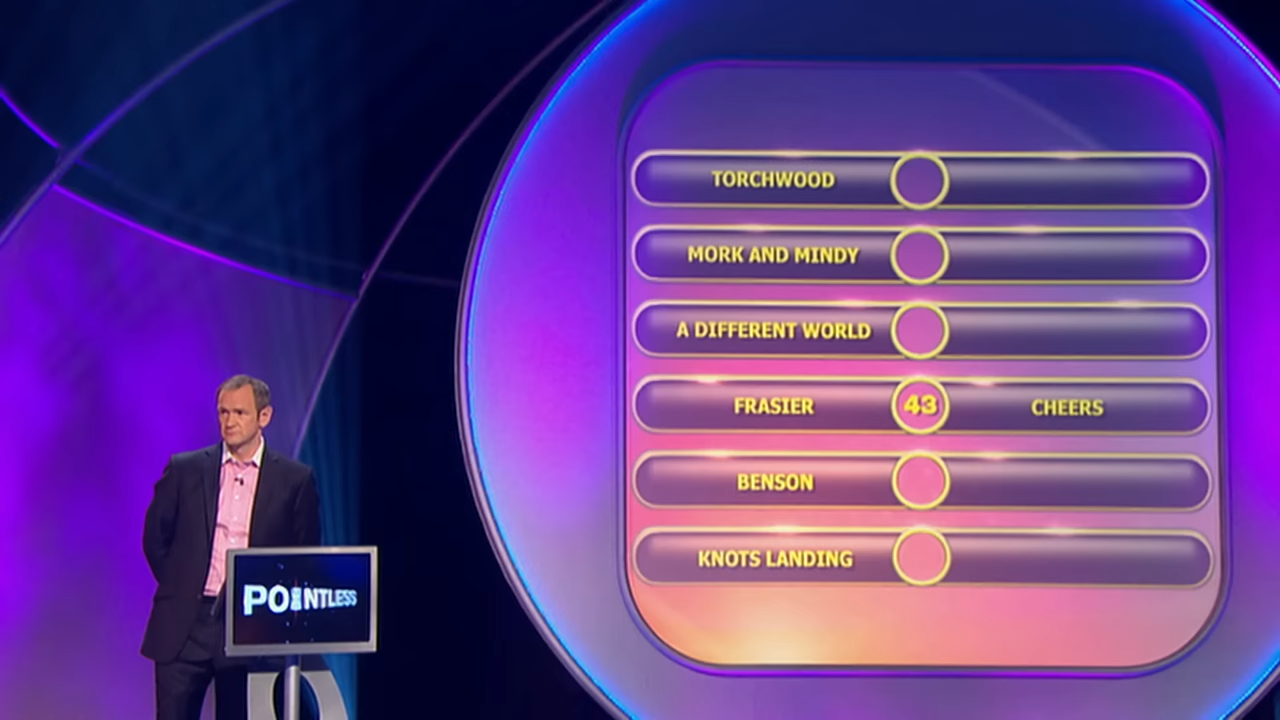 TORCHWOOD
MORK AND MINDY
A DIFFERENT WORLD
FRASIER 43 CHEERS
BENSON
KNOTS LANDING
POINTLESS